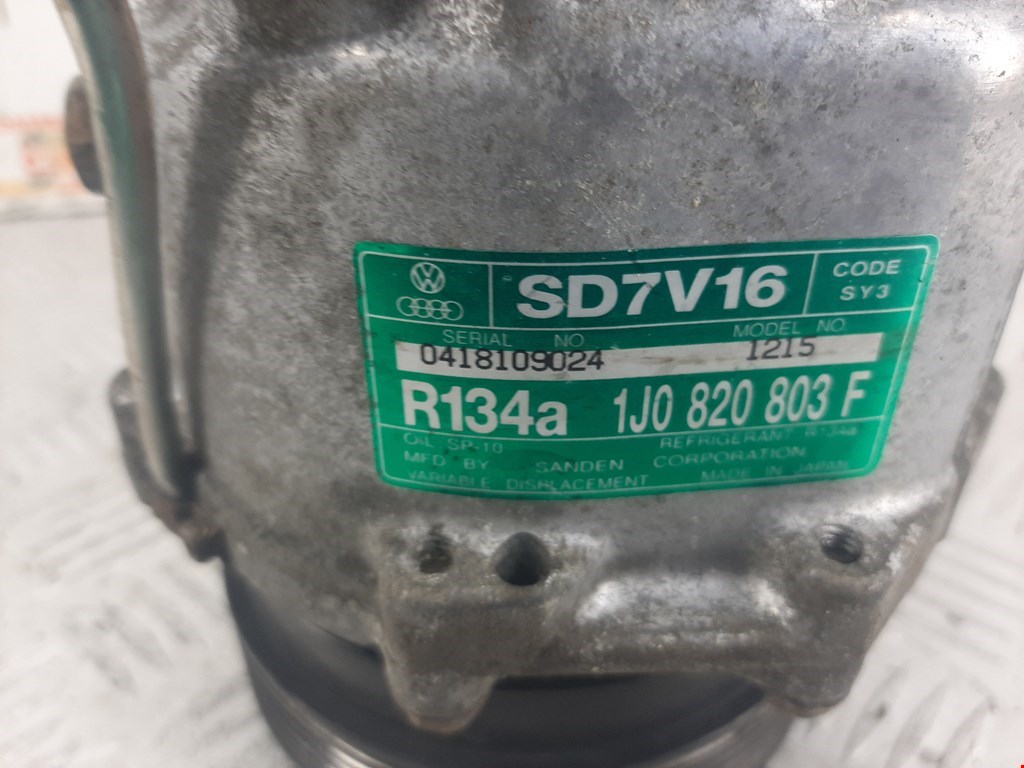 SD7V16
CODE
SY3
SERIAL NO MODEL NO
0418109024 1215
R134a 1J0 820 803 F
OIL SP-10 REFRIGERANT R134a
MFD BY SANDEN CORPORATION
VARIABLE DISPLACEMENT MADE IN JAPAN